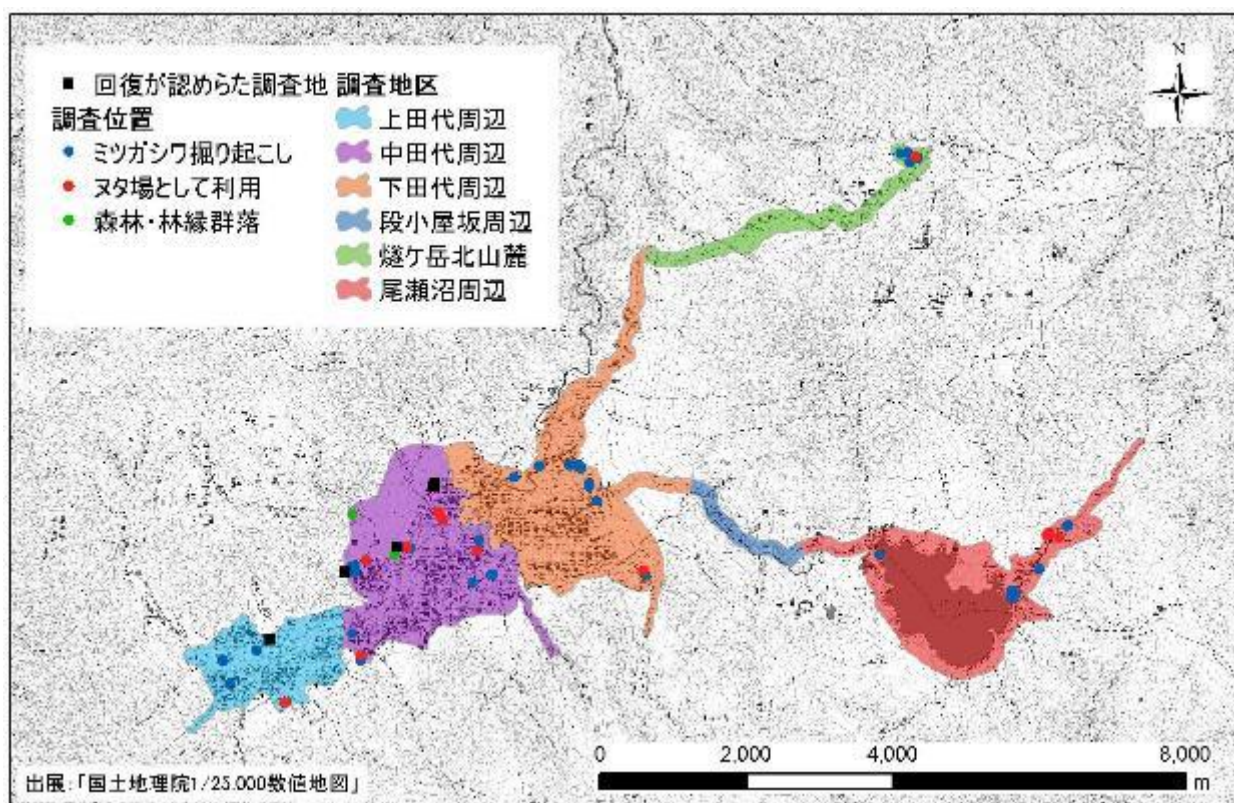 回復が認めらた調査地
調査位置
ミツガシワ掘り起こし
ヌタ場として利用
森林・林縁群落
調査地区
上田代周辺
中田代周辺
下田代周辺
段小屋坂周辺
燧ケ岳北山麓
尾瀬沼周辺
N
0 2,000 4,000 8,000
m
出展:「国土地理院1/25,000数値地図」